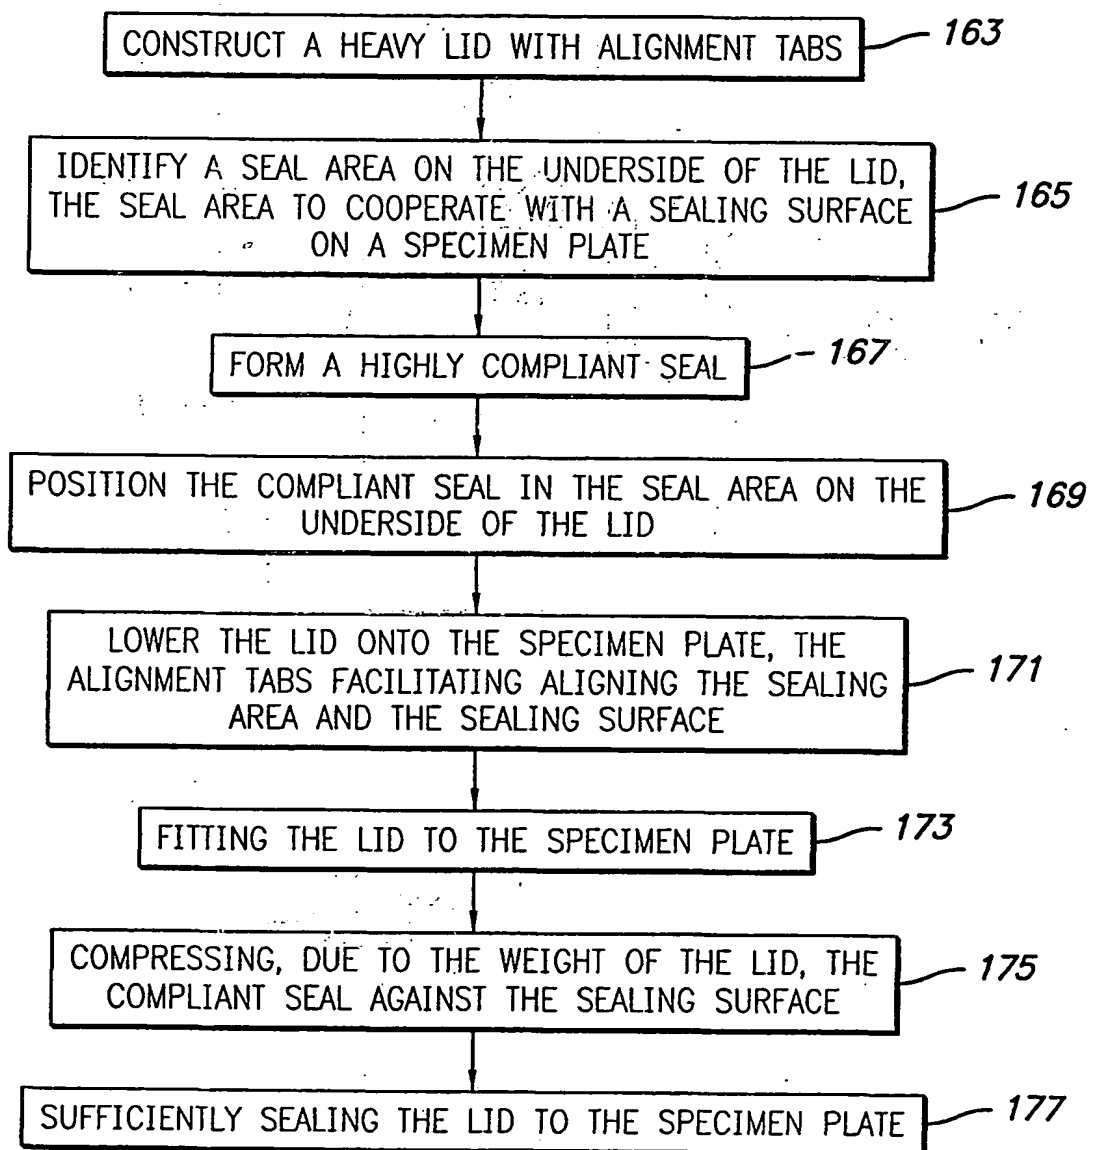 CONSTRUCT A HEAVY LID WITH ALIGNMENT TABS
163
IDENTIFY A SEAL AREA ON THE UNDERSIDE OF THE LID,
THE SEAL AREA TO COOPERATE WITH A SEALING SURFACE
ON A SPECIMEN PLATE
165
FORM A HIGHLY COMPLIANT SEAL
167
POSITION THE COMPLIANT SEAL IN THE SEAL AREA ON THE
UNDERSIDE OF THE LID
169
LOWER THE LID ONTO THE SPECIMEN PLATE, THE
ALIGNMENT TABS FACILITATING ALIGNING THE SEALING
AREA AND THE SEALING SURFACE
171
FITTING THE LID TO THE SPECIMEN PLATE
173
COMPRESSING, DUE TO THE WEIGHT OF THE LID, THE
COMPLIANT SEAL AGAINST THE SEALING SURFACE
175
SUFFICIENTLY SEALING THE LID TO THE SPECIMEN PLATE
177